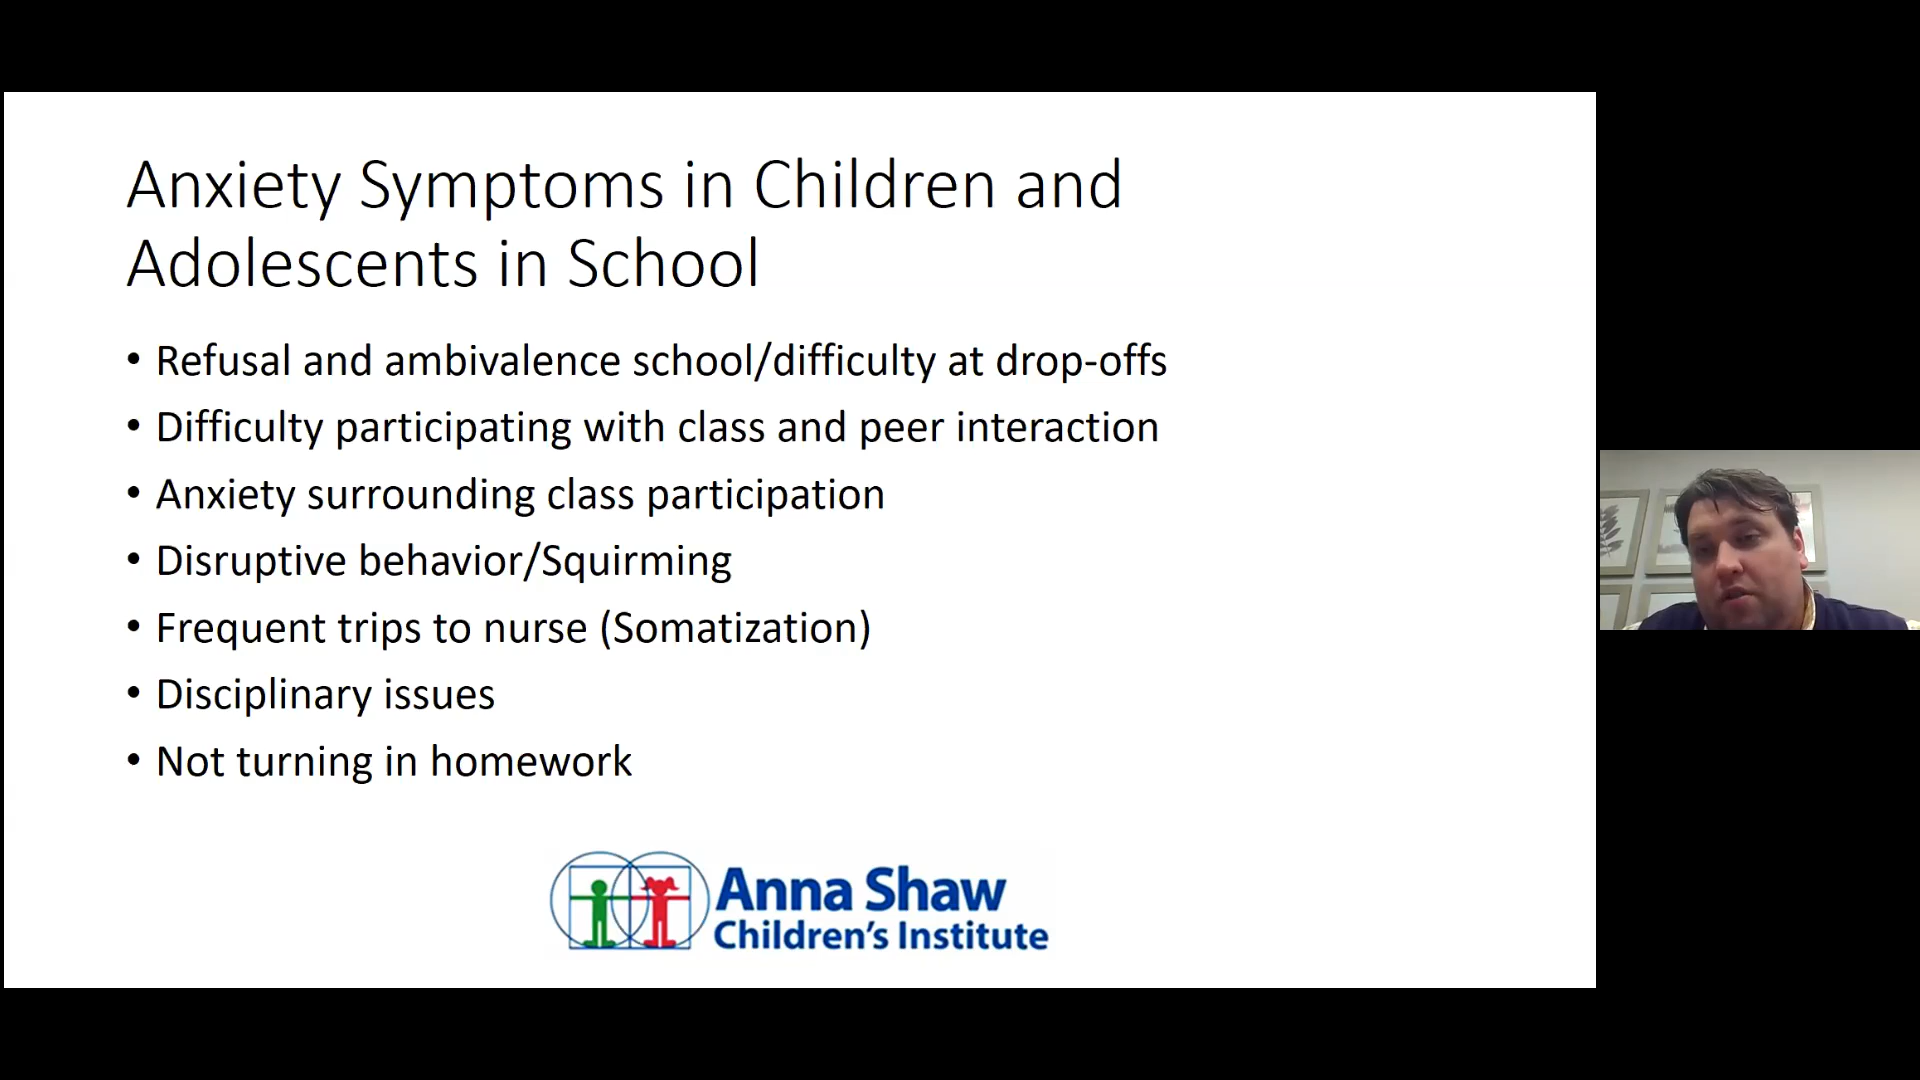 Anxiety Symptoms in Children and
Adolescents in School
• Refusal and ambivalence school/difficulty at drop-offs
• Difficulty participating with class and peer interaction
• Anxiety surrounding class participation
• Disruptive behavior/Squirming
• Frequent trips to nurse (Somatization)
• Disciplinary issues
• Not turning in homework
Anna Shaw
Children's Institute